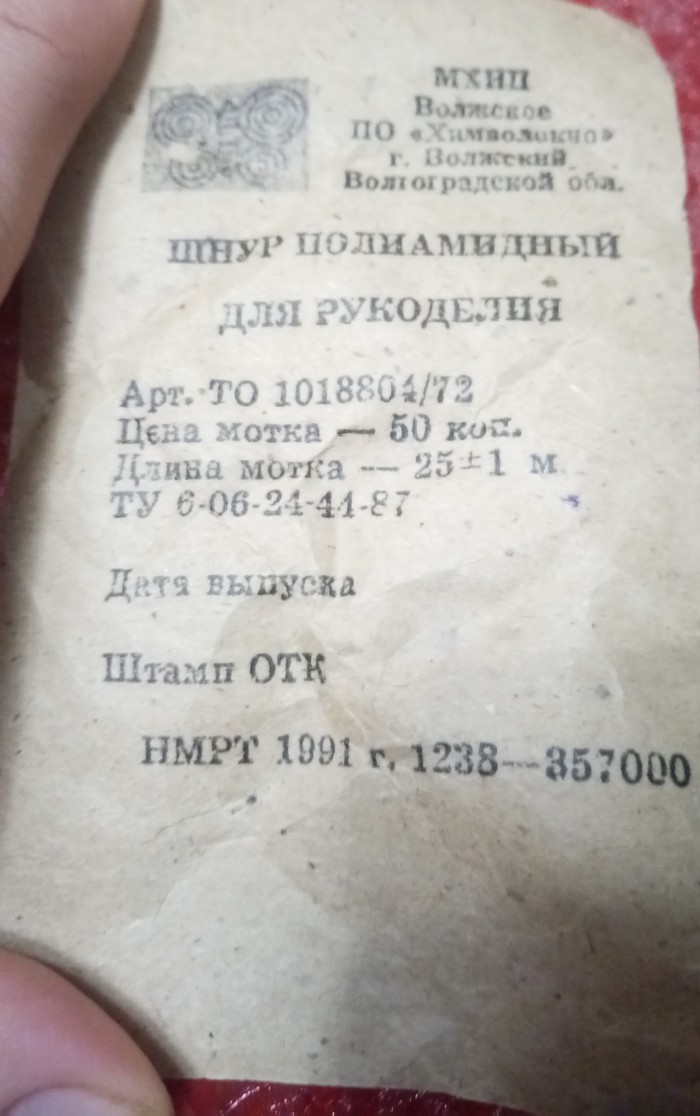 МХНП
Волжское
ПО «Химволокно»
г. Волжский
Волгоградской обл.
ШНУР ПОЛИАМИДНЫЙ
ДЛЯ РУКОДЕЛИЯ
Арт. ТО 1018804/72
Цена мотка — 50 коп.
Длина мотка — 25±1 м
ТУ 6-06-24-44-87
Дата выпуска
Штамп ОТК
НМРТ 1991 г. 1238—357000